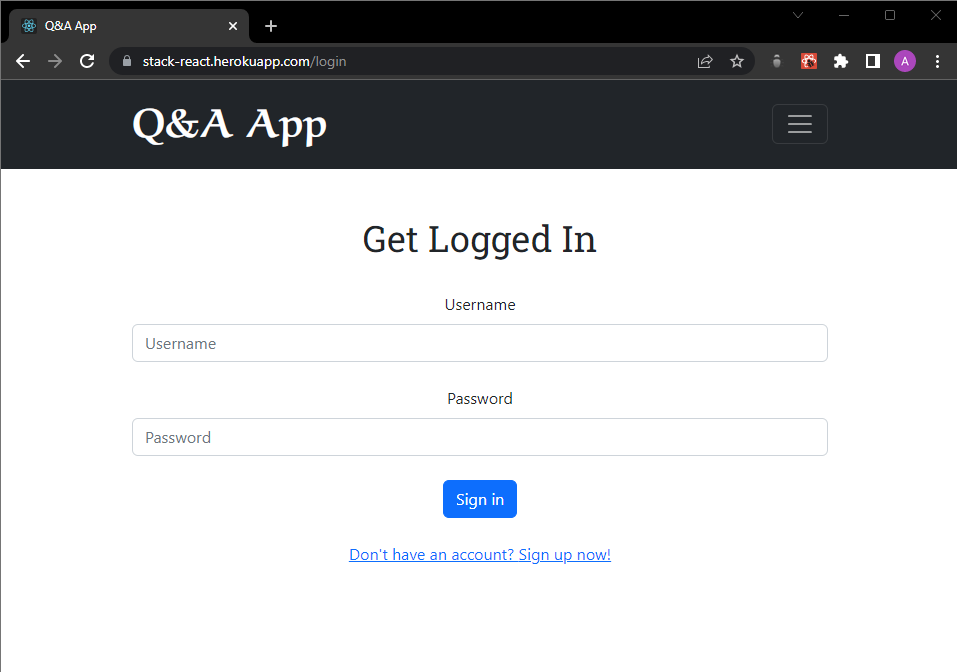 Q&A App
stack-react.herokuapp.com/login
A
Q&A App
Get Logged In
Username
Username
Password
Password
Sign in
Don't have an account? Sign up now!